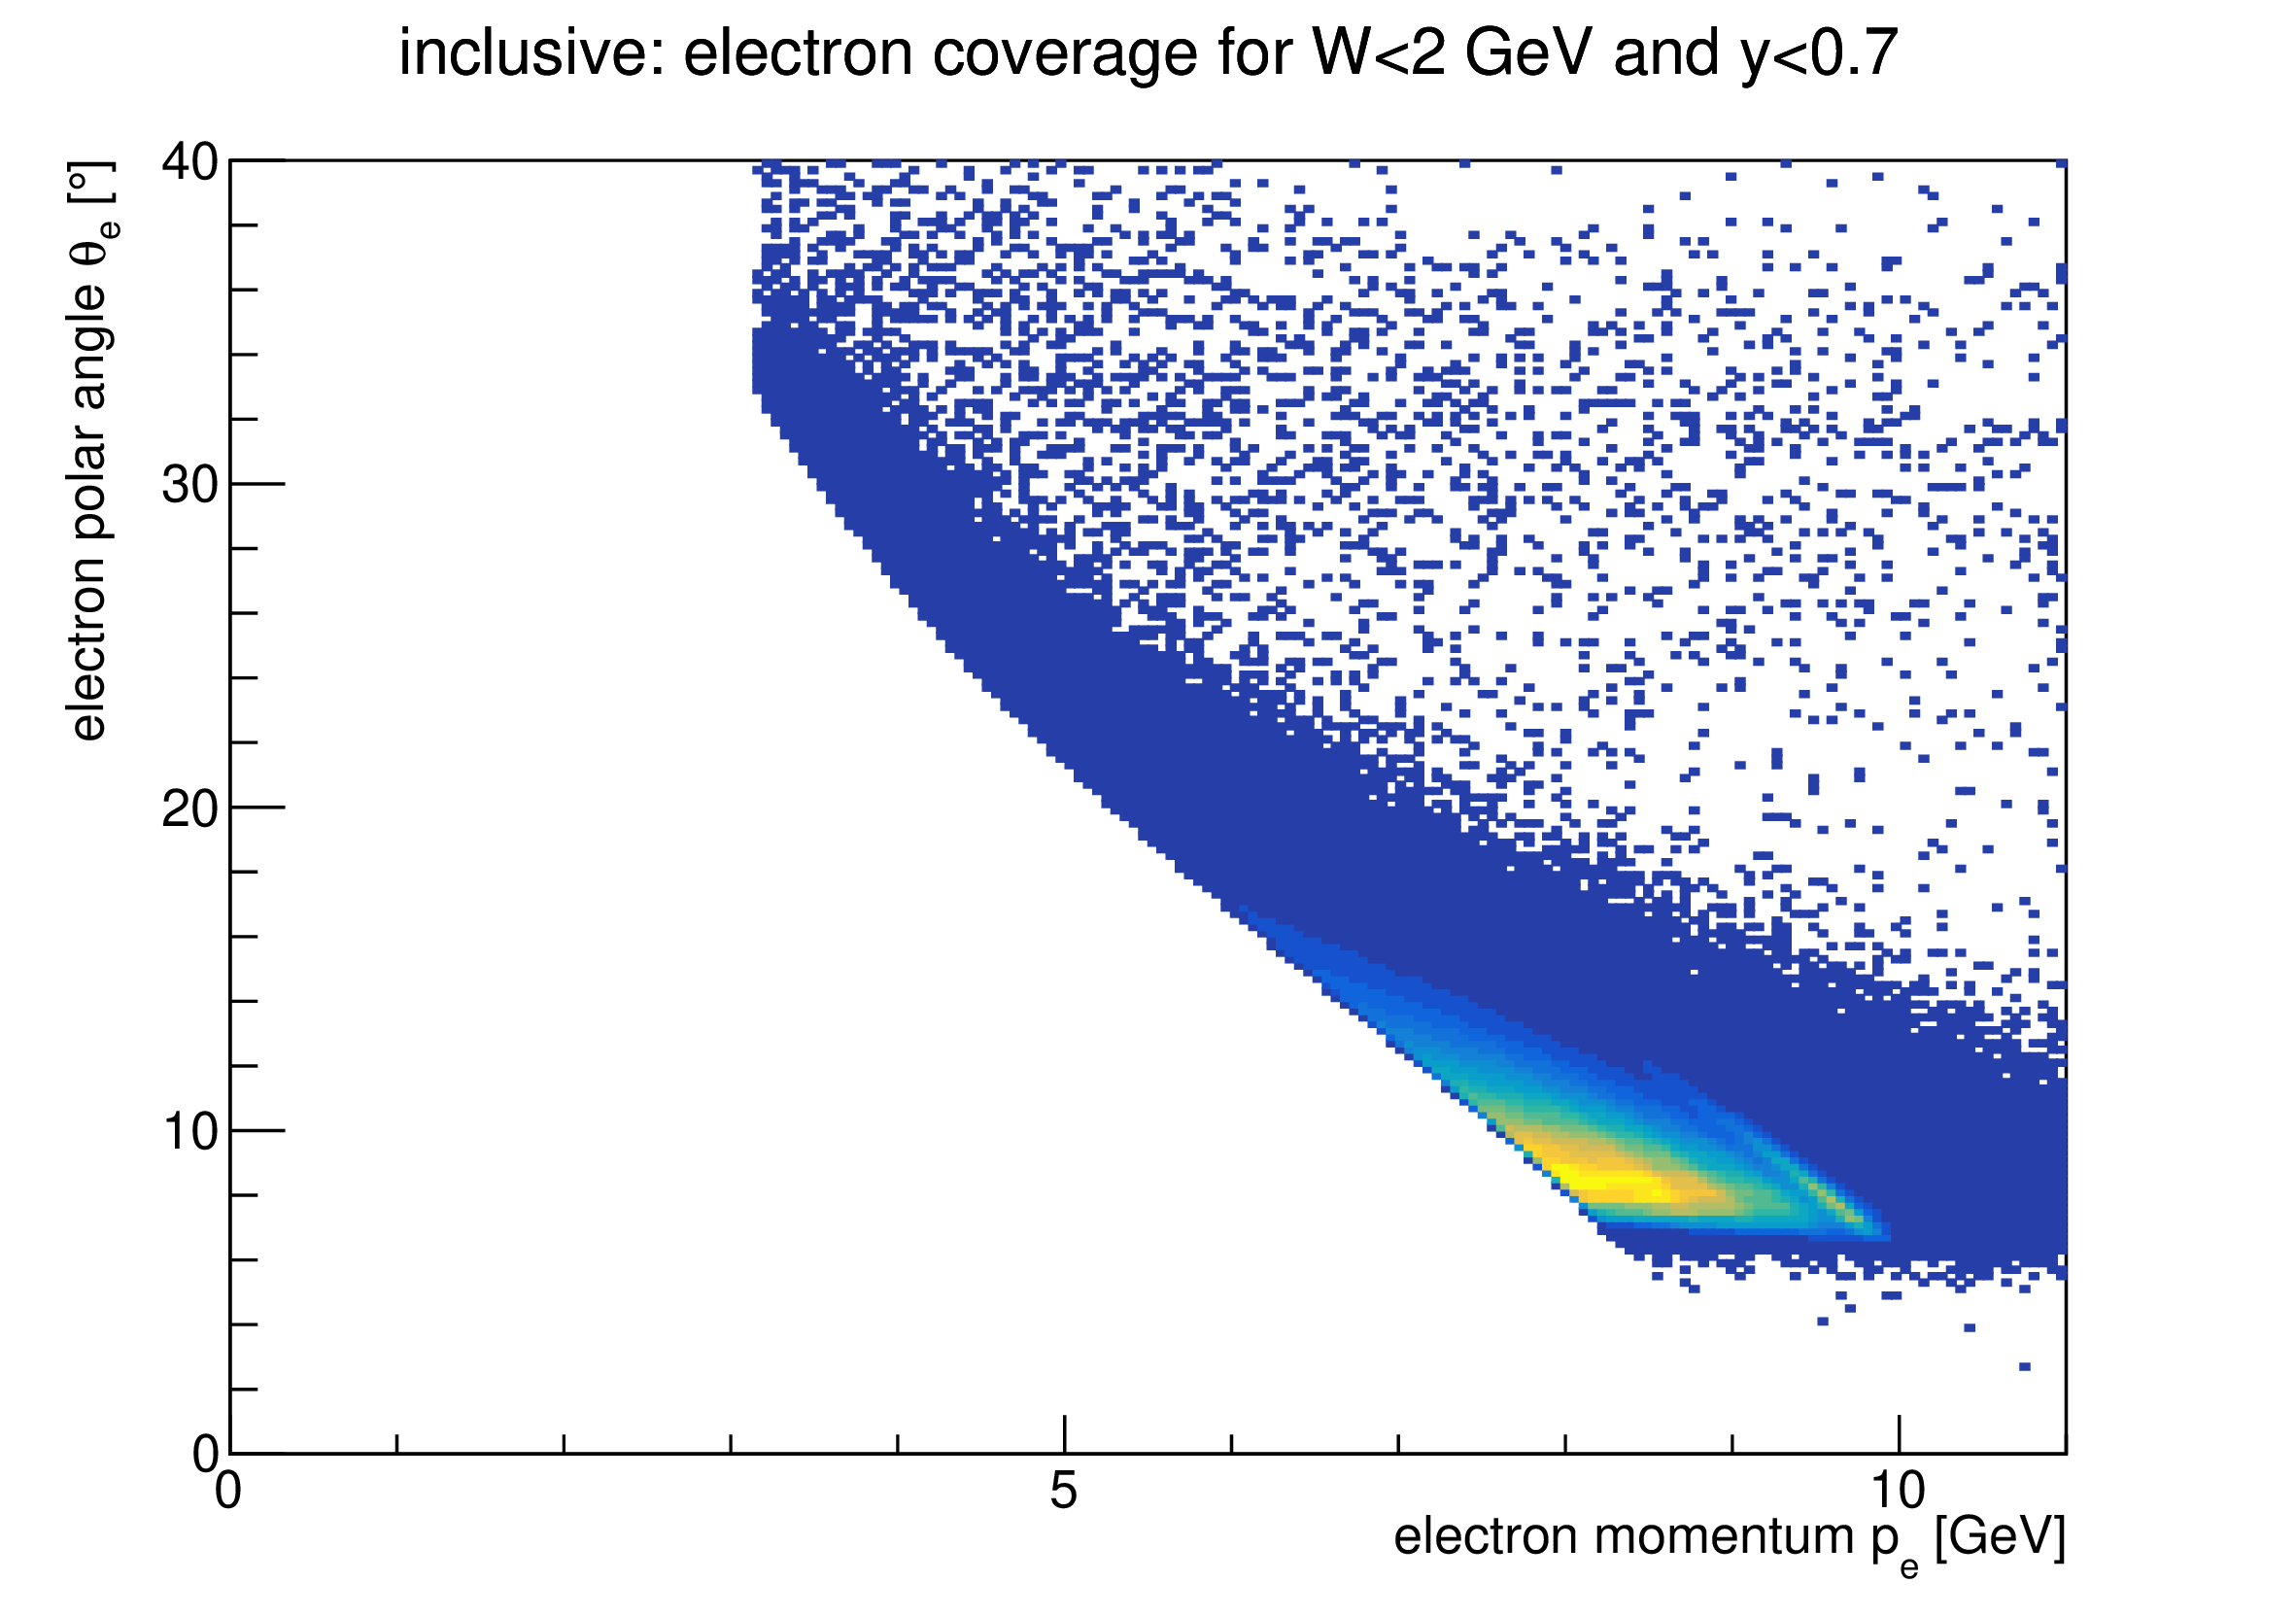 inclusive: electron coverage for W<2 GeV and y<0.7
electron polar angle θe [°]
40
30
20
10
0
0 5 10
electron momentum pe [GeV]